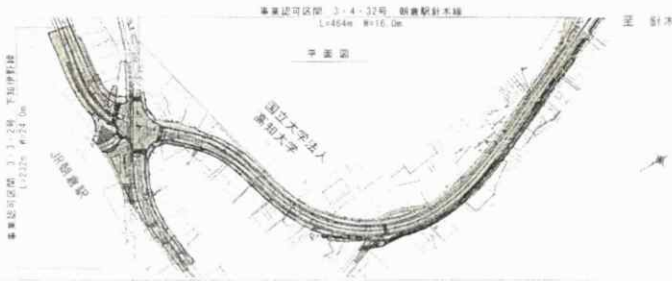 事業認可区間 3・4・32号 朝倉駅針木線
L=464m W=16.0m
至 針木
平面図
国立大学法人
高知大学
JR朝倉駅
事業認可区間 3・3・2号 下知伊野線
L=232m W=24.0m